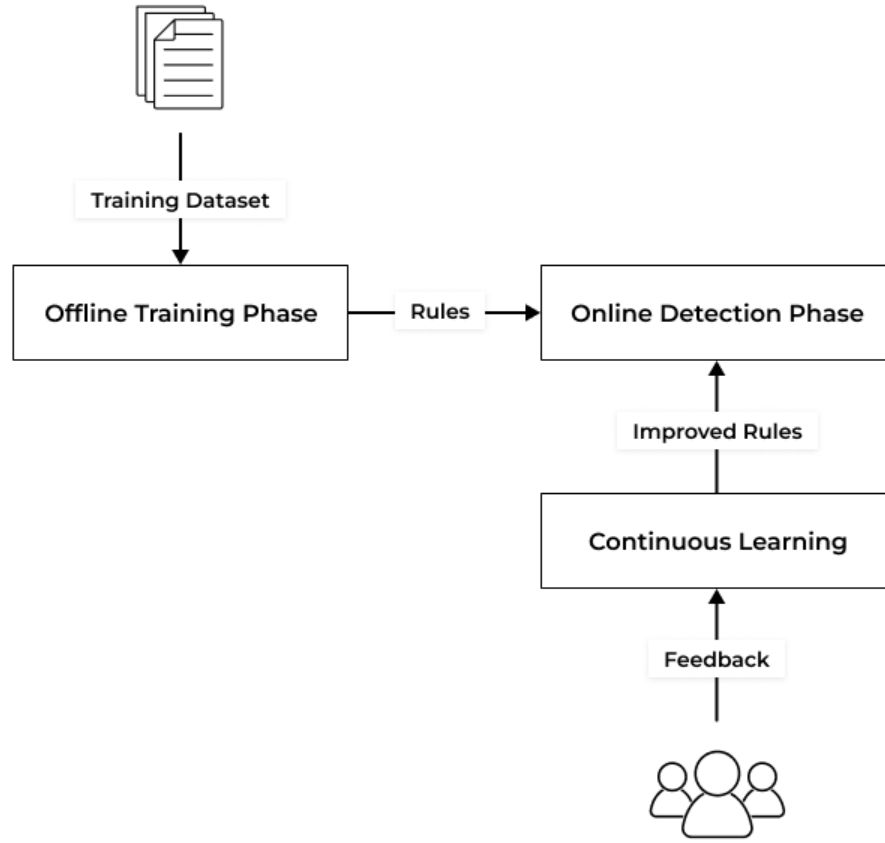 Training Dataset
Offline Training Phase
Rules
Online Detection Phase
Improved Rules
Continuous Learning
Feedback